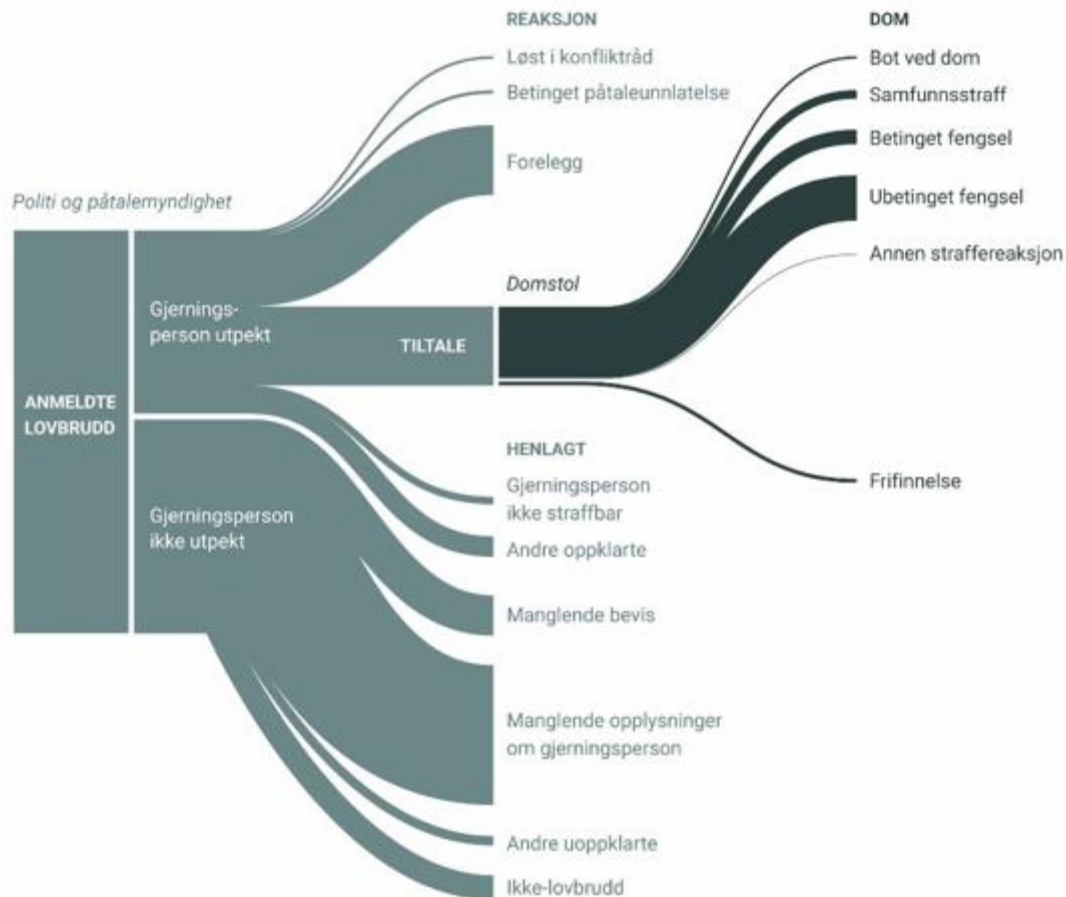 REAKSJON
Løst i konfliktråd
Betinget påtaleunnlatelse
Forelegg
DOM
Bot ved dom
Samfunnsstraff
Betinget fengsel
Ubetinget fengsel
Annen straffereaksjon
Politi og påtalemyndighet
ANMELDTE
LOVBRUDD
Gjernings-
person utpekt
TILTALE
Domstol
Frifinnelse
Gjerningsperson
ikke utpekt
HENLAGT
Gjerningsperson
ikke straffbar
Andre oppklarte
Manglende bevis
Manglende opplysninger
om gjerningsperson
Andre uoppklarte
Ikke-lovbrudd